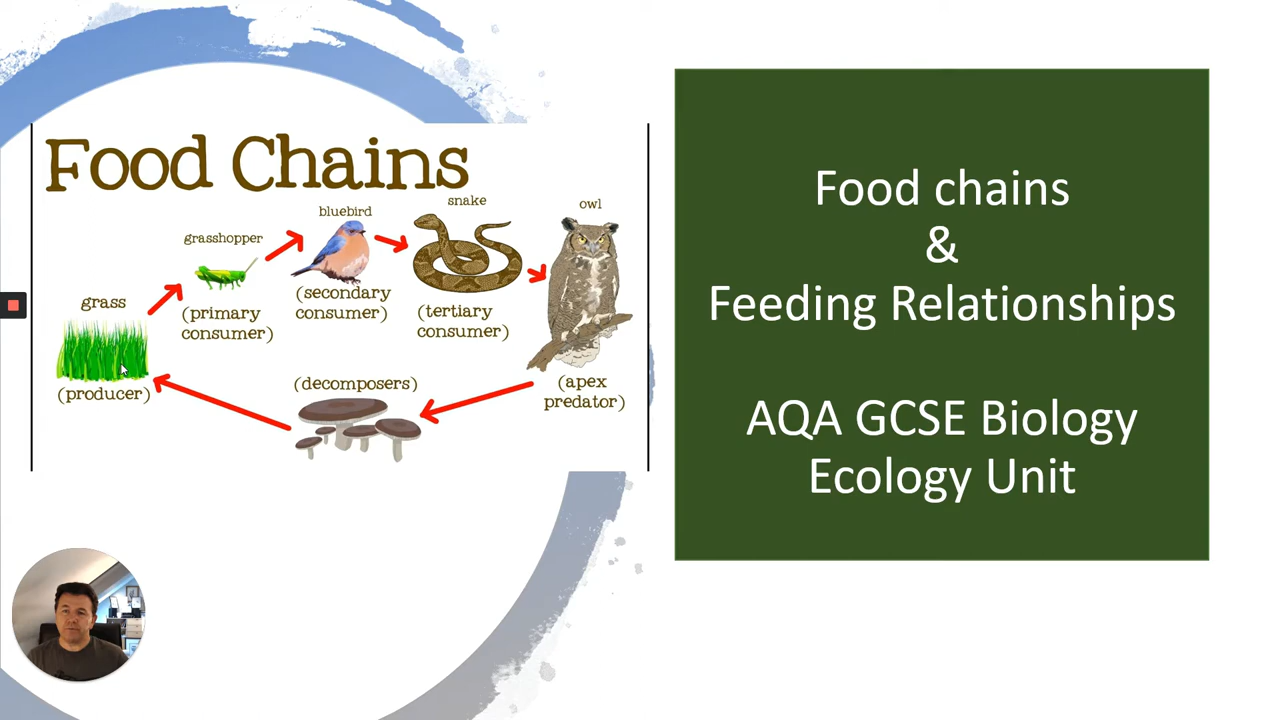 Food Chains
grass
(producer)
grasshopper
(primary
consumer)
bluebird
(secondary
consumer)
snake
(tertiary
consumer)
owl
(apex
predator)
(decomposers)
Food chains
&
Feeding Relationships
AQA GCSE Biology
Ecology Unit